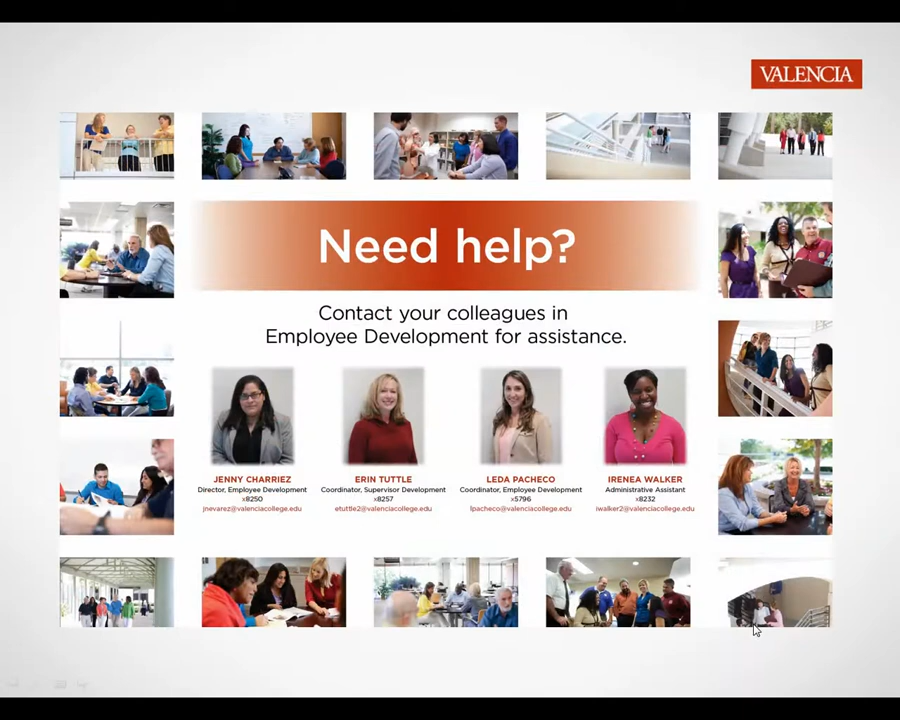 VALENCIA
Need help?
Contact your colleagues in
Employee Development for assistance.
JENNY CHARRIEZ
Director, Employee Development
x8250
jnevarez@valenciacollege.edu
ERIN TUTTLE
Coordinator, Supervisor Development
x8257
etuttle2@valenciacollege.edu
LEDA PACHECO
Coordinator, Employee Development
x5796
lpacheco@valenciacollege.edu
IRENEA WALKER
Administrative Assistant
x8232
iwalker2@valenciacollege.edu